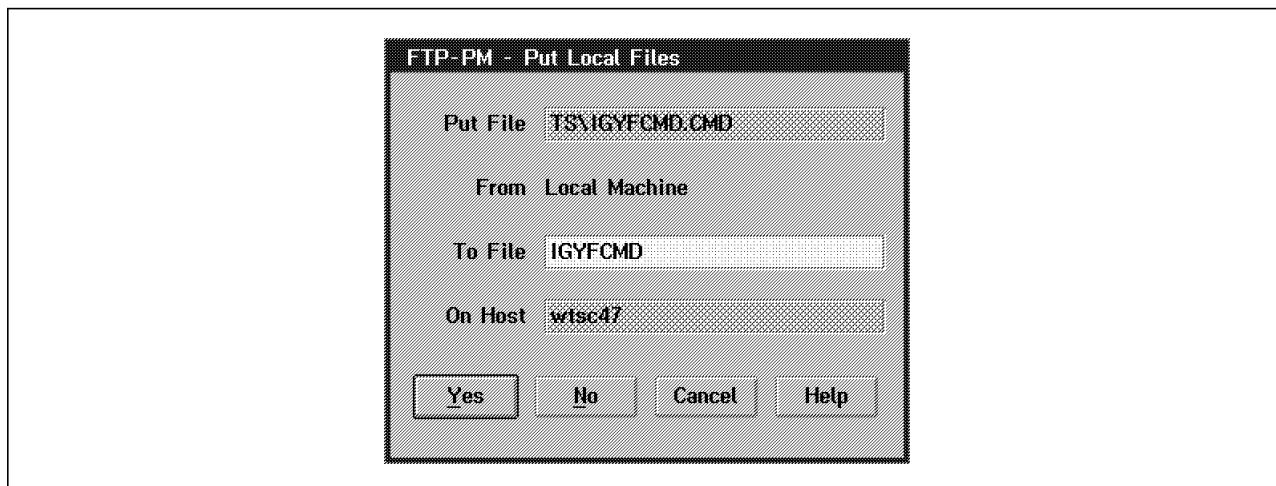 FTP-PM - Put Local Files
Put File TS\IGYFCMD.CMD
From Local Machine
To File IGYFCMD
On Host wtsc47
Yes No Cancel Help